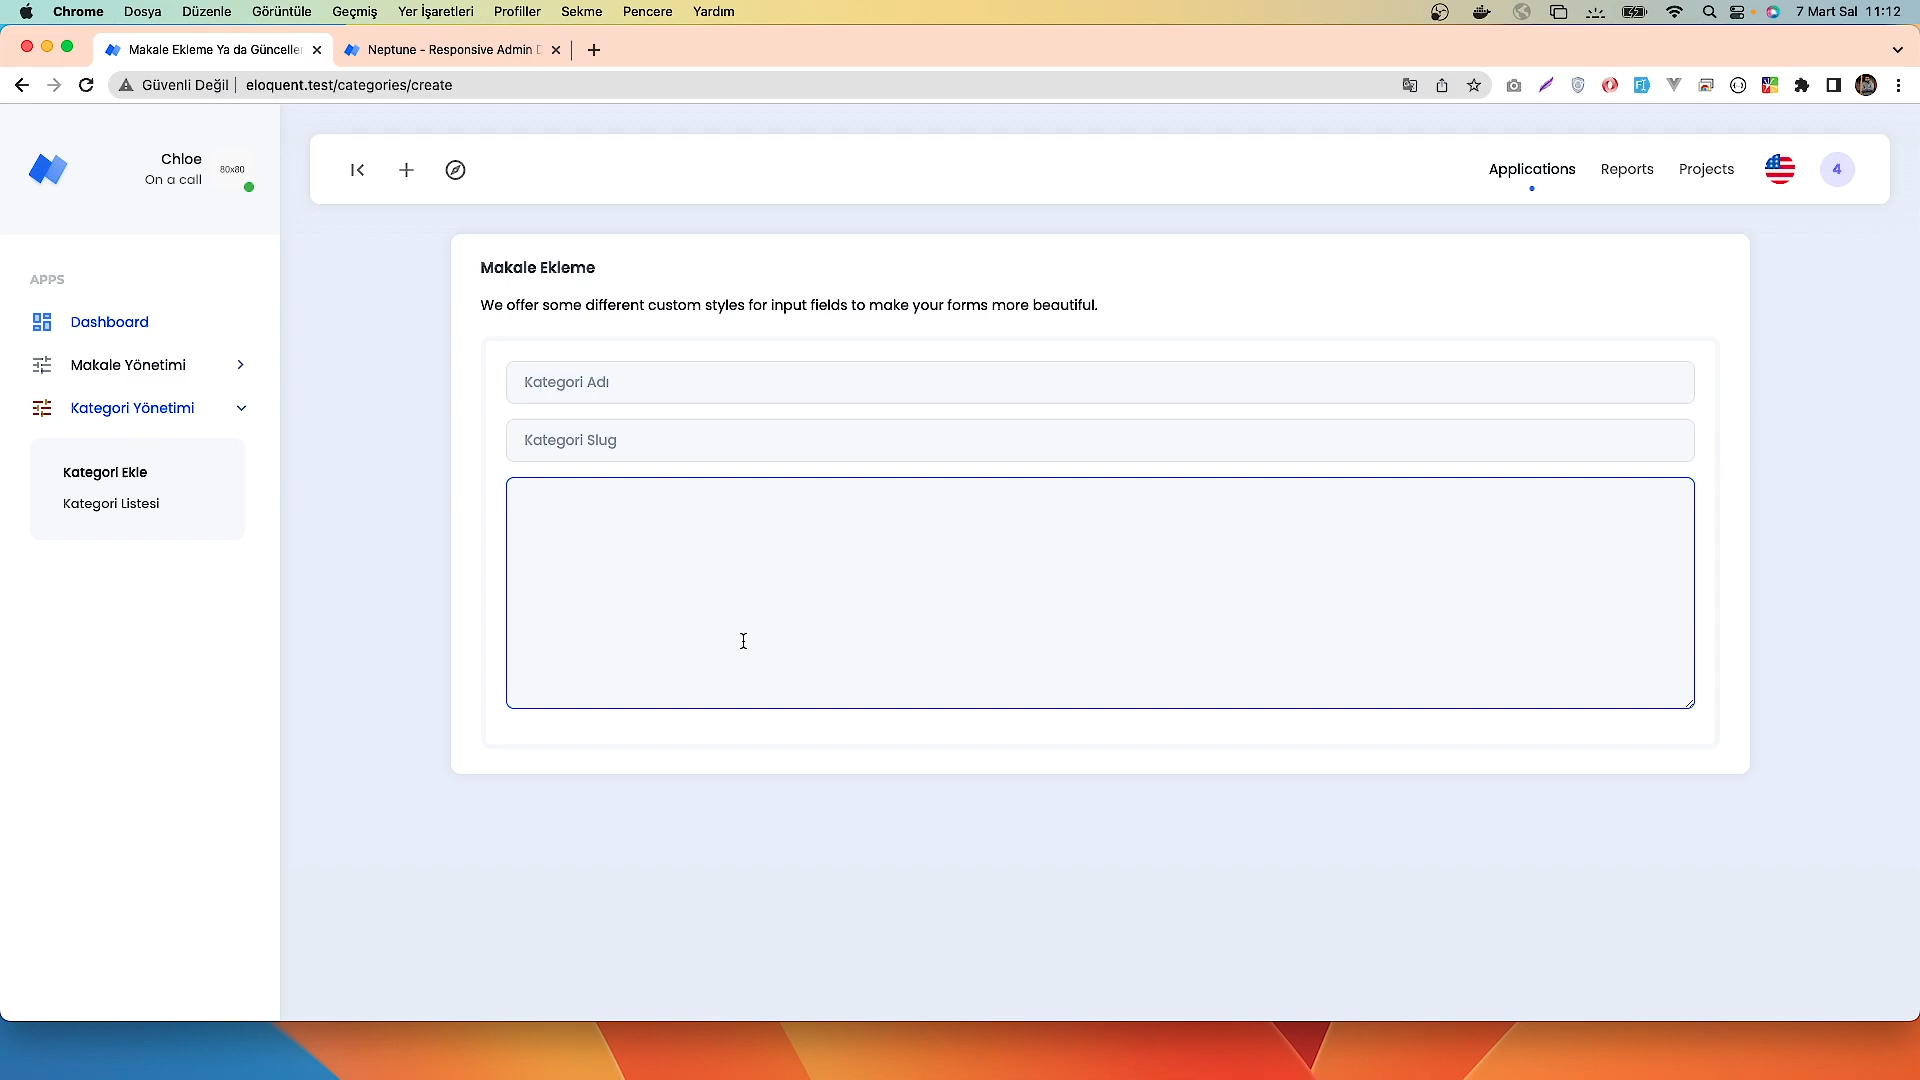 Chrome Dosya Düzenle Görüntüle Geçmiş Yer İşaretleri Profiller Sekme Pencere Yardım 7 Mart Sal 11:12
Makale Ekleme Ya da Güncelle Neptune - Responsive Admin D
Güvenli Değil eloquent.test/categories/create
Chloe
On a call
80x80
Applications Reports Projects 4
APPS
Dashboard
Makale Yönetimi
Kategori Yönetimi
Kategori Ekle
Kategori Listesi
Makale Ekleme
We offer some different custom styles for input fields to make your forms more beautiful.
Kategori Adı
Kategori Slug